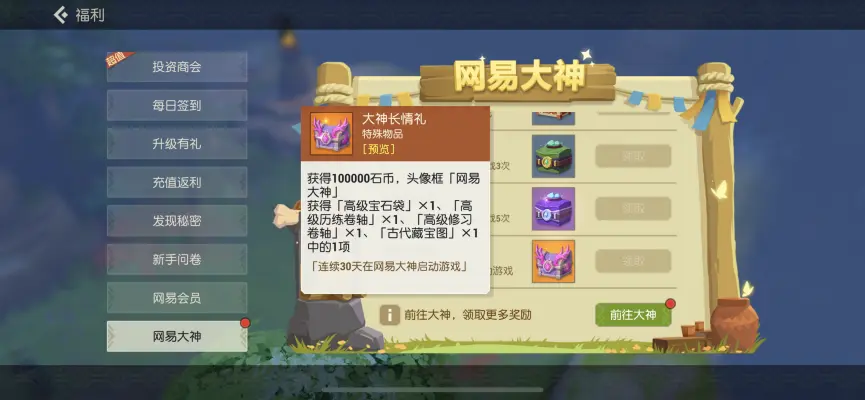 福利
超值
投资商会
每日签到
升级有礼
充值返利
发现秘密
新手问卷
网易会员
网易大神
网易大神
大神长情礼
特殊物品
[预览]
获得100000石币，头像框「网易
大神」
获得「高级宝石袋」×1、「高
级历练卷轴」×1、「高级修习
卷轴」×1、「古代藏宝图」×1
中的1项
「连续30天在网易大神启动游戏」
戏3次
领取
戏5次
领取
动游戏
领取
前往大神，领取更多奖励
前往大神